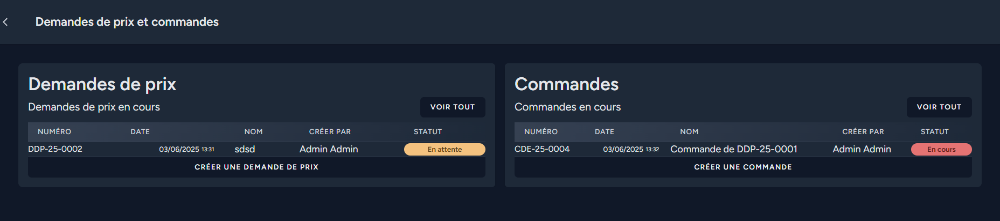 Demandes de prix et commandes
Demandes de prix
Demandes de prix en cours
VOIR TOUT
NUMÉRO DATE NOM CRÉER PAR STATUT
DDP-25-0002 03/06/2025 13:31 sdsd Admin Admin En attente
CRÉER UNE DEMANDE DE PRIX
Commandes
Commandes en cours
VOIR TOUT
NUMÉRO DATE NOM CRÉER PAR STATUT
CDE-25-0004 03/06/2025 13:32 Commande de DDP-25-0001 Admin Admin En cours
CRÉER UNE COMMANDE